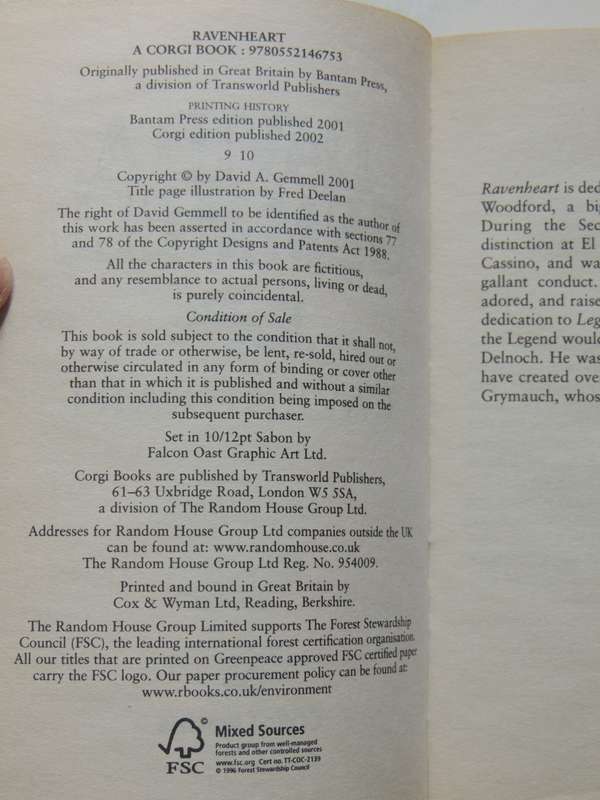 RAVENHEART
A CORGI BOOK : 9780552146753
Originally published in Great Britain by Bantam Press,
a division of Transworld Publishers
PRINTING HISTORY
Bantam Press edition published 2001
Corgi edition published 2002
9 10
Copyright © by David A. Gemmell 2001
Title page illustration by Fred Deelan
The right of David Gemmell to be identified as the author of
this work has been asserted in accordance with sections 77
and 78 of the Copyright Designs and Patents Act 1988.
All the characters in this book are fictitious,
and any resemblance to actual persons, living or dead,
is purely coincidental.
Condition of Sale
This book is sold subject to the condition that it shall not,
by way of trade or otherwise, be lent, re-sold, hired out or
otherwise circulated in any form of binding or cover other
than that in which it is published and without a similar
condition including this condition being imposed on the
subsequent purchaser.
Set in 10/12pt Sabon by
Falcon Oast Graphic Art Ltd.
Corgi Books are published by Transworld Publishers,
61–63 Uxbridge Road, London W5 5SA,
a division of The Random House Group Ltd.
Addresses for Random House Group Ltd companies outside the UK
can be found at: www.randomhouse.co.uk
The Random House Group Ltd Reg. No. 954009.
Printed and bound in Great Britain by
Cox & Wyman Ltd, Reading, Berkshire.
The Random House Group Limited supports The Forest Stewardship
Council (FSC), the leading international forest certification organisation.
All our titles that are printed on Greenpeace approved FSC certified paper
carry the FSC logo. Our paper procurement policy can be found at:
www.rbooks.co.uk/environment
FSC
Mixed Sources
Product group from well-managed
forests and other controlled sources
www.fsc.org Cert no. TT-COC-2139
© 1996 Forest Stewardship Council
Ravenheart is ded
Woodford, a big
During the Sec
distinction at El
Cassino, and wa
gallant conduct.
adored, and raise
dedication to Leg
the Legend would
Delnoch. He was
have created over
Grymauch, whos